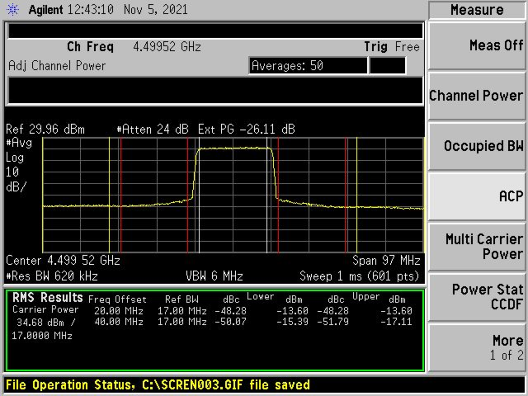 Agilent 12:43:10 Nov 5, 2021
Measure
Ch Freq 4.49952 GHz Trig Free
Adj Channel Power Averages: 50
Meas Off
Channel Power
Occupied BW
ACP
Multi Carrier Power
Power Stat CCDF
More
1 of 2
Ref 29.96 dBm #Atten 24 dB Ext PG -26.11 dB
#Avg
Log
10
dB/
Center 4.499 52 GHz Span 97 MHz
#Res BW 620 kHz VBW 6 MHz Sweep 1 ms (601 pts)
RMS Results Freq Offset Ref BW dBc Lower dBm dBc Upper dBm
Carrier Power 20.00 MHz 17.00 MHz -48.28 -13.60 -48.28 -13.60
34.68 dBm / 40.00 MHz 17.00 MHz -50.07 -15.39 -51.79 -17.11
17.0000 MHz
File Operation Status, C:\SCREN003.GIF file saved